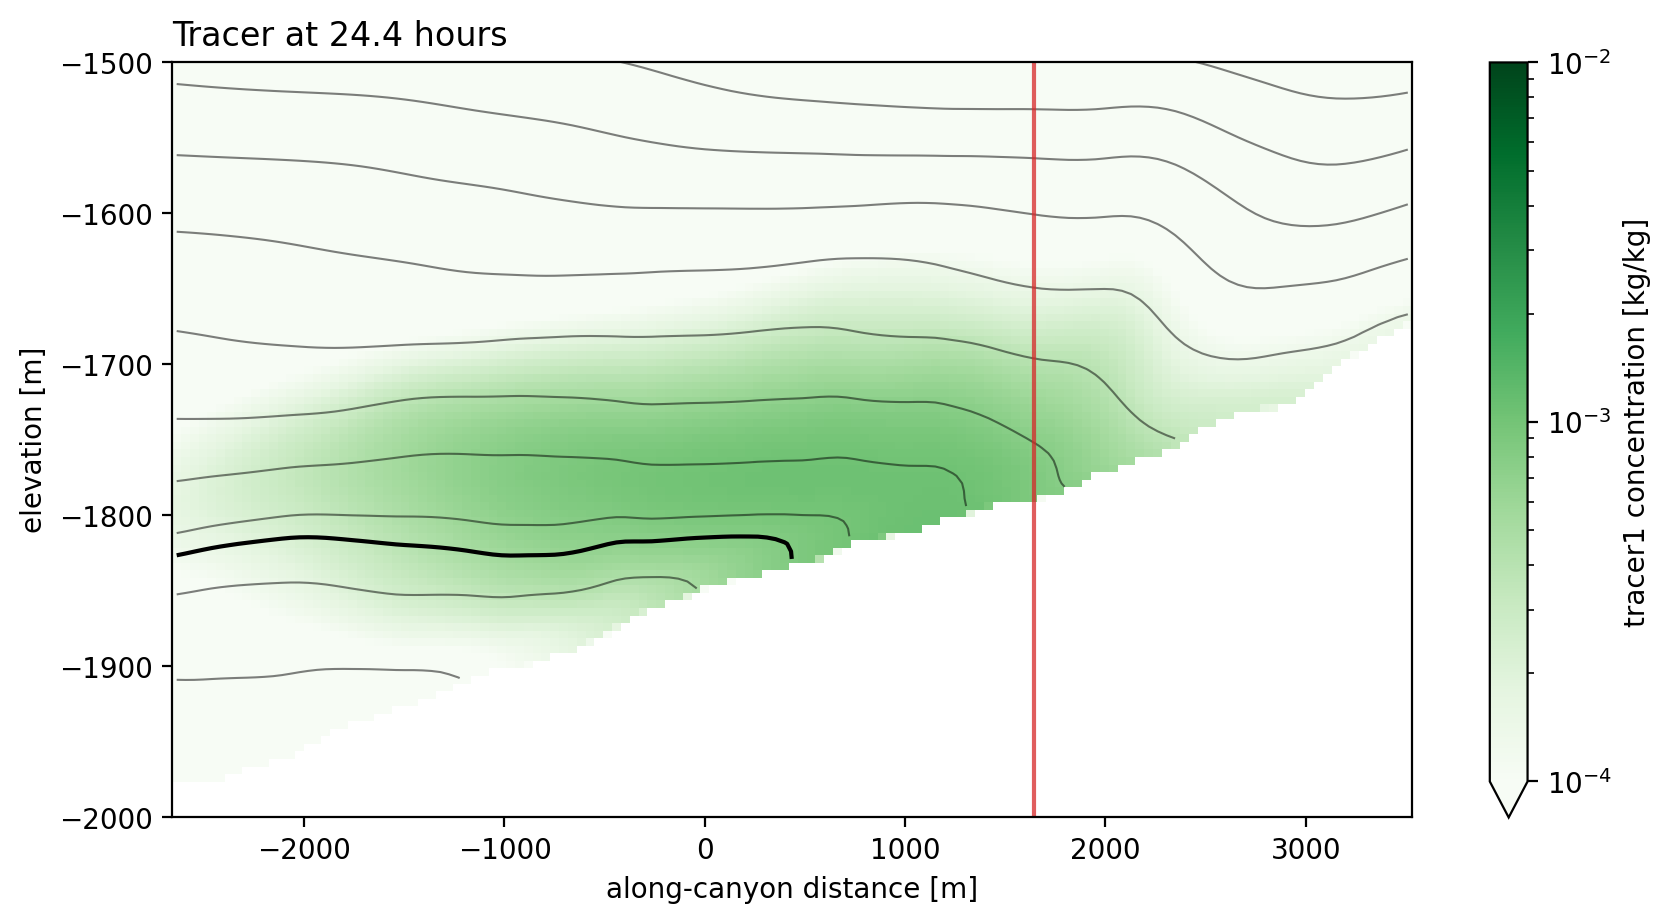 Tracer at 24.4 hours
−1500
−1600
−1700
−1800
−1900
−2000
elevation [m]
−2000 −1000 0 1000 2000 3000
along-canyon distance [m]
10⁻²
10⁻³
10⁻⁴
tracer1 concentration [kg/kg]